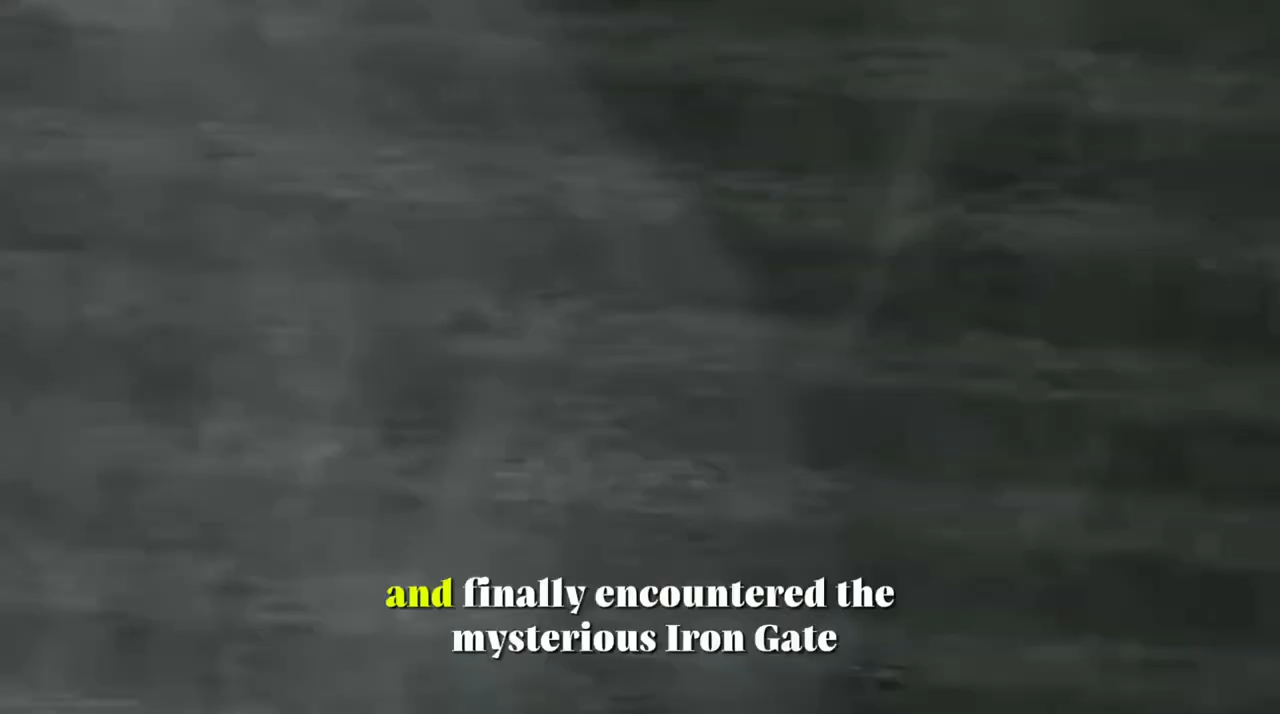 and finally encountered the
mysterious Iron Gate